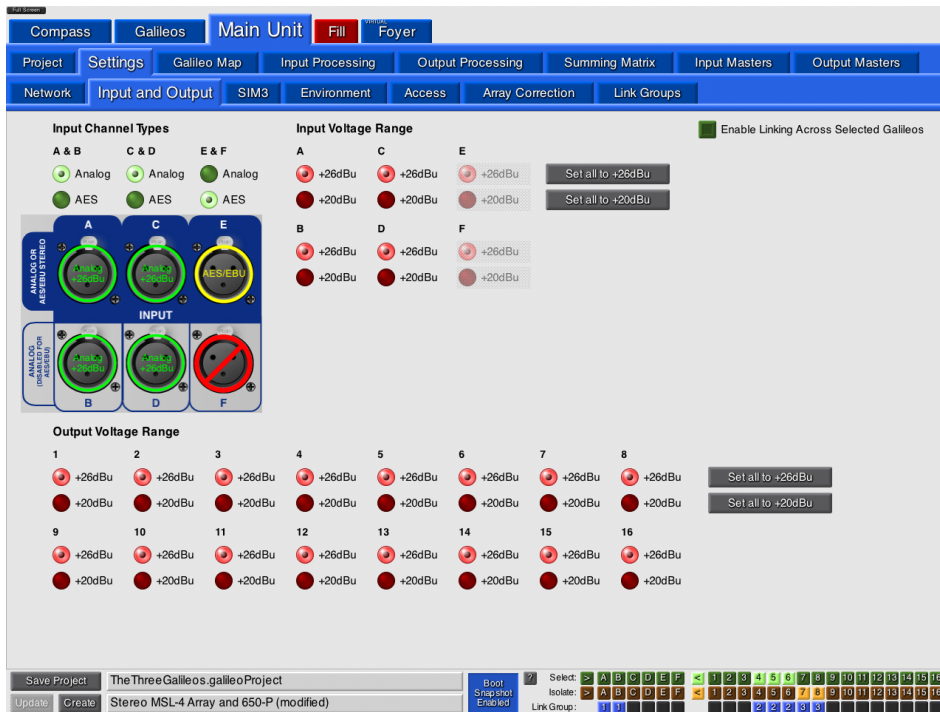 Full Screen
Compass Galileos Main Unit Fill VIRTUAL Foyer
Project Settings Galileo Map Input Processing Output Processing Summing Matrix Input Masters Output Masters
Network Input and Output SIM3 Environment Access Array Correction Link Groups
Input Channel Types Input Voltage Range Enable Linking Across Selected Galileos
A & B C & D E & F A C E
Analog Analog Analog +26dBu +26dBu +26dBu Set all to +26dBu
AES AES AES +20dBu +20dBu +20dBu Set all to +20dBu
B D F
+26dBu +26dBu +26dBu
+20dBu +20dBu +20dBu
A C E
ANALOG OR
AES/EBU STEREO
Analog +26dBu Analog +26dBu AES/EBU
INPUT
ANALOG
(DISABLED FOR
AES/EBU)
Analog +26dBu Analog +26dBu
B D F
Output Voltage Range
1 2 3 4 5 6 7 8
+26dBu +26dBu +26dBu +26dBu +26dBu +26dBu +26dBu +26dBu Set all to +26dBu
+20dBu +20dBu +20dBu +20dBu +20dBu +20dBu +20dBu +20dBu Set all to +20dBu
9 10 11 12 13 14 15 16
+26dBu +26dBu +26dBu +26dBu +26dBu +26dBu +26dBu +26dBu
+20dBu +20dBu +20dBu +20dBu +20dBu +20dBu +20dBu +20dBu
Save Project TheThreeGalileos.galileoProject Boot Snapshot Enabled ? Select: > A B C D E F < 1 2 3 4 5 6 7 8 9 10 11 12 13 14 15 16
Isolate: > A B C D E F < 1 2 3 4 5 6 7 8 9 10 11 12 13 14 15 16
Update Create Stereo MSL-4 Array and 650-P (modified) Link Group: 1 1 2 2 2 3 3